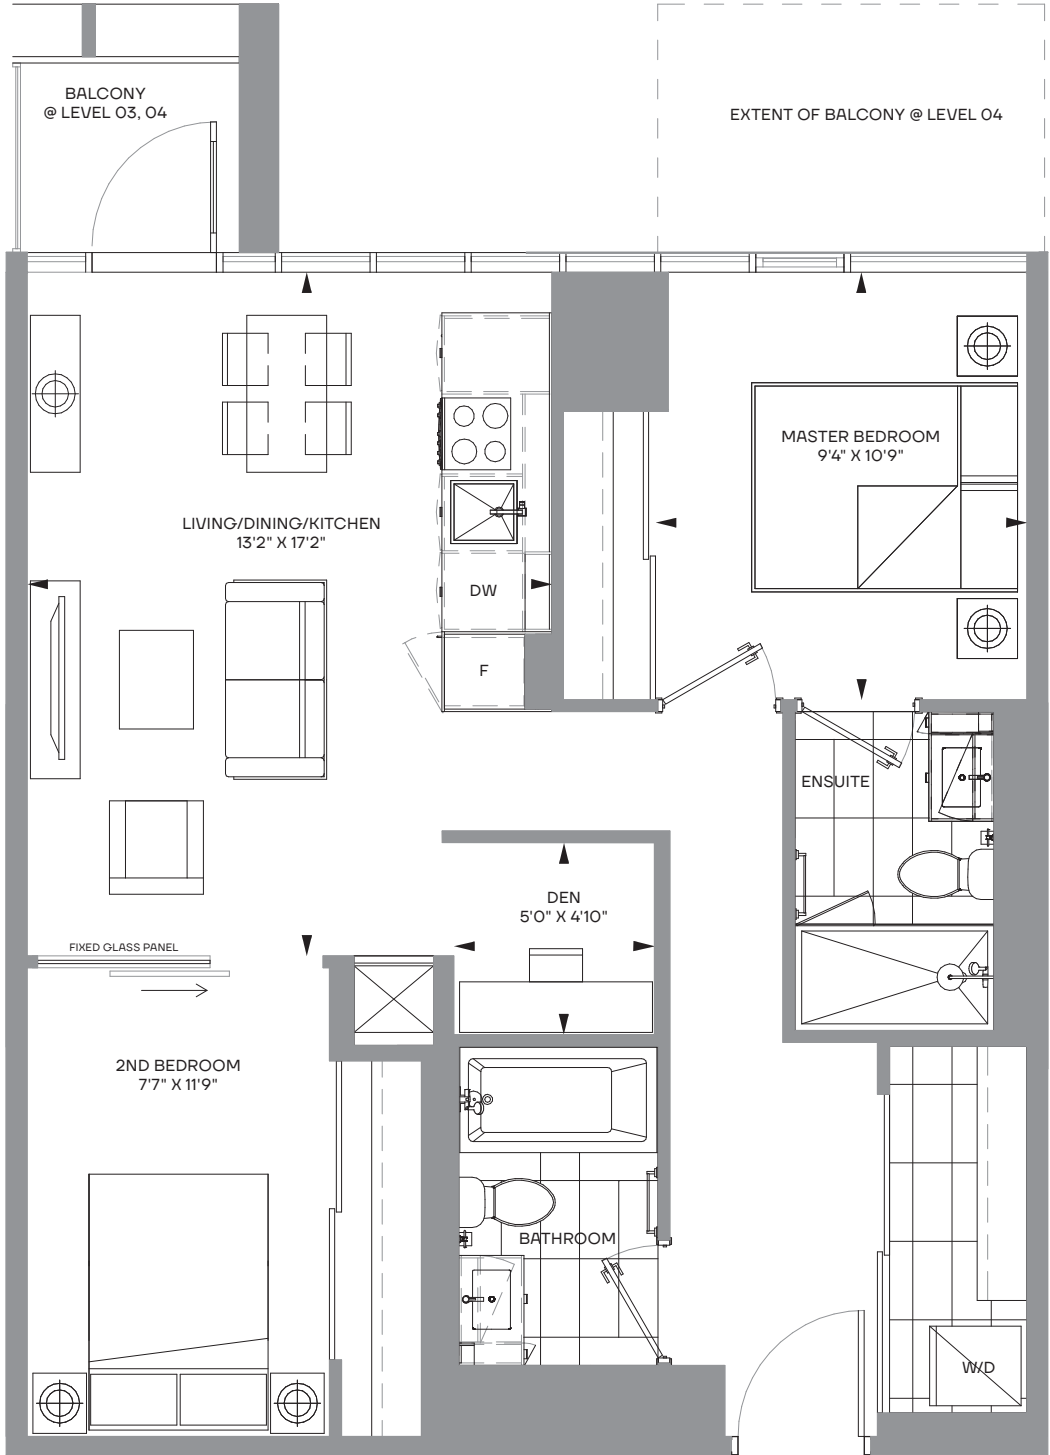 BALCONY
@ LEVEL 03, 04
EXTENT OF BALCONY @ LEVEL 04
MASTER BEDROOM
9'4" X 10'9"
LIVING/DINING/KITCHEN
13'2" X 17'2"
DW
F
ENSUITE
DEN
5'0" X 4'10"
FIXED GLASS PANEL
2ND BEDROOM
7'7" X 11'9"
BATHROOM
W/D